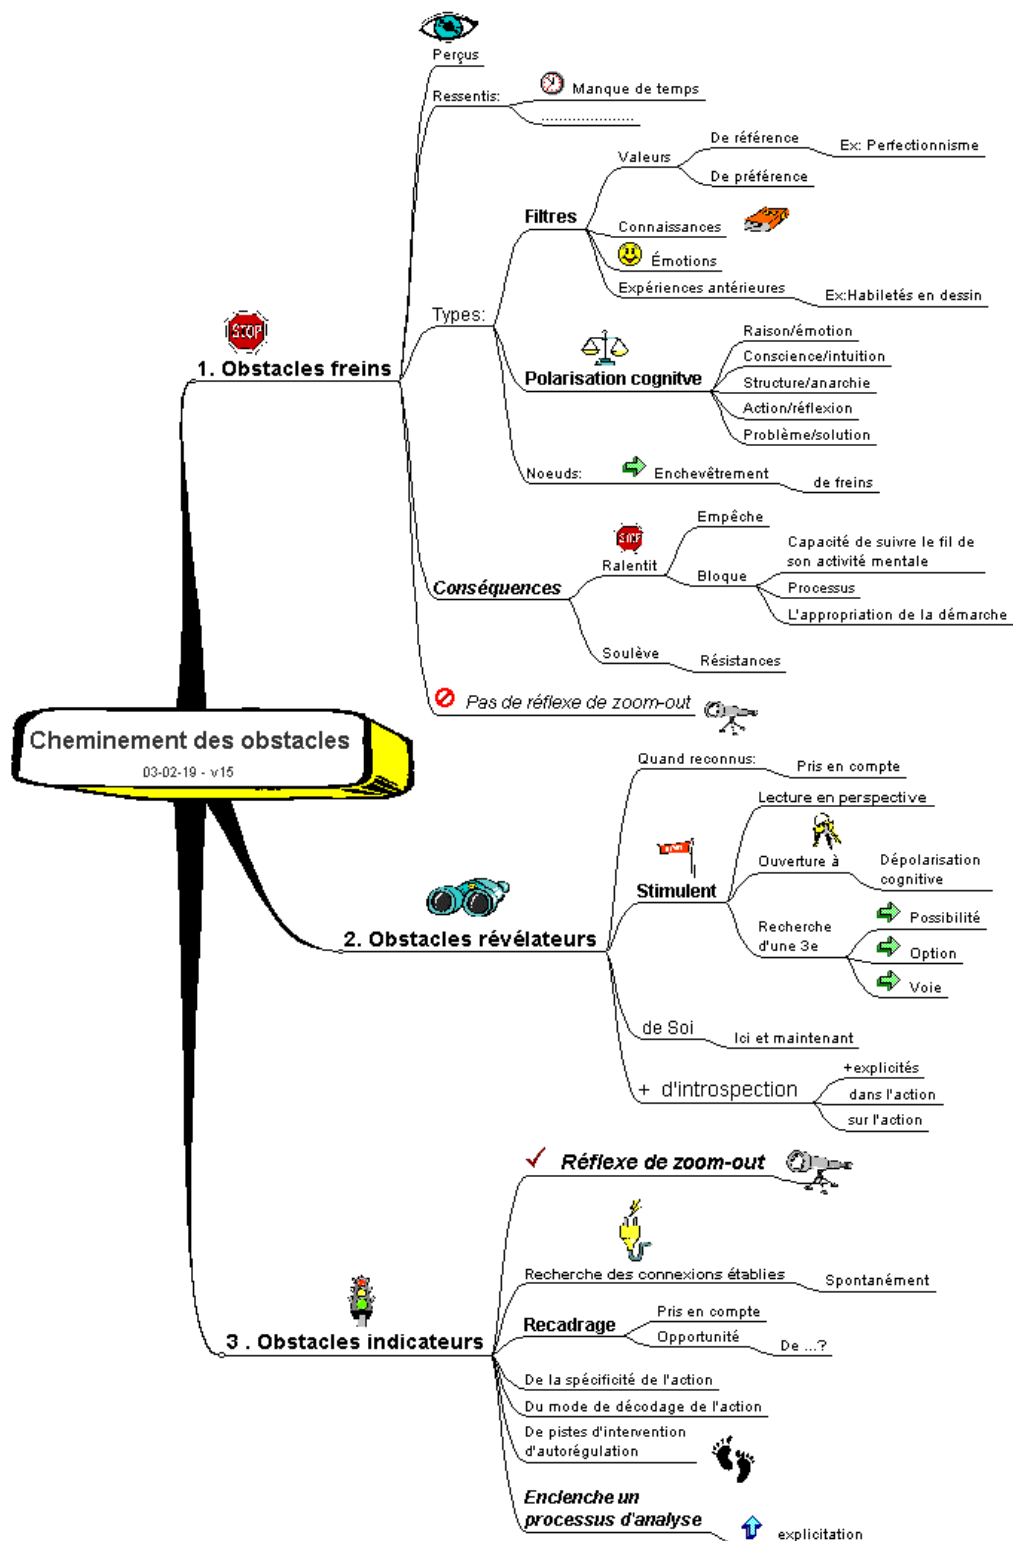 Perçus
Ressentis:
Manque de temps
.....................
Types:
Filtres
Valeurs
De référence
Ex: Perfectionnisme
De préférence
Connaissances
Émotions
Expériences antérieures
Ex:Habiletés en dessin
STOP
1. Obstacles freins
Polarisation cognitve
Raison/émotion
Conscience/intuition
Structure/anarchie
Action/réflexion
Problème/solution
Noeuds:
Enchevêtrement
de freins
Conséquences
STOP
Ralentit
Empêche
Bloque
Capacité de suivre le fil de
son activité mentale
Processus
L'appropriation de la démarche
Soulève
Résistances
Pas de réflexe de zoom-out
Cheminement des obstacles
03-02-19 - v15
2. Obstacles révélateurs
Quand reconnus:
Pris en compte
Stimulent
Lecture en perspective
Ouverture à
Dépolarisation
cognitive
Recherche
d'une 3e
Possibilité
Option
Voie
de Soi
Ici et maintenant
+ d'introspection
+explicités
dans l'action
sur l'action
3 . Obstacles indicateurs
Réflexe de zoom-out
Recherche des connexions établies
Spontanément
Recadrage
Pris en compte
Opportunité
De ...?
De la spécificité de l'action
Du mode de décodage de l'action
De pistes d'intervention
d'autorégulation
Enclenche un
processus d'analyse
explicitation